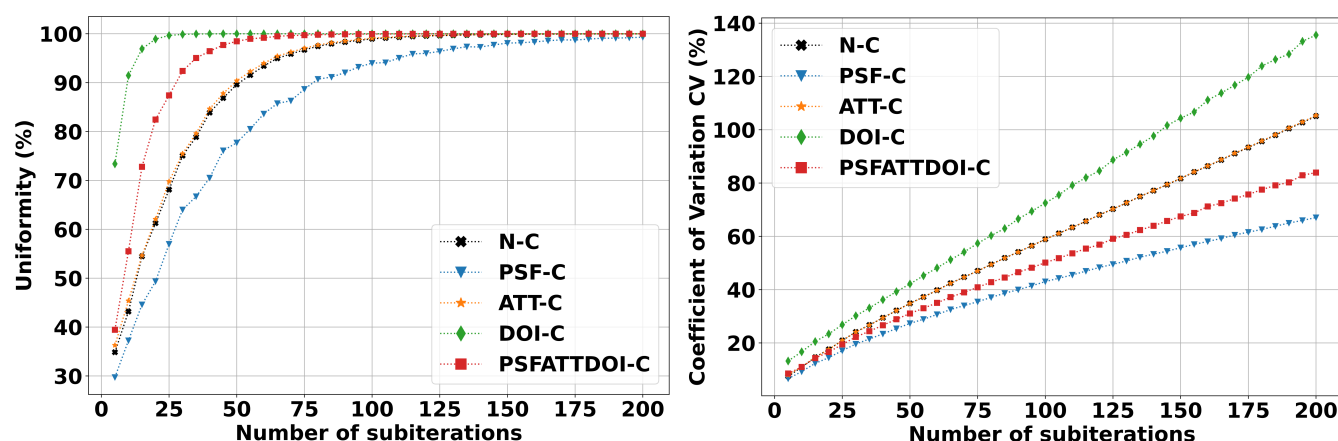 100
90
80
70
60
50
40
30
Uniformity (%)
N-C
PSF-C
ATT-C
DOI-C
PSFATTDOI-C
0 25 50 75 100 125 150 175 200
Number of subiterations
140
120
100
80
60
40
20
Coefficient of Variation CV (%)
N-C
PSF-C
ATT-C
DOI-C
PSFATTDOI-C
0 25 50 75 100 125 150 175 200
Number of subiterations